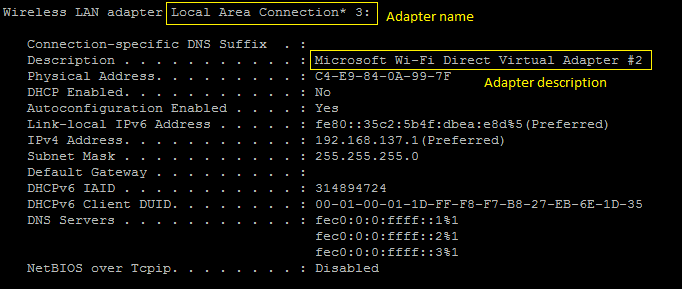 Wireless LAN adapter Local Area Connection* 3: Adapter name
Connection-specific DNS Suffix . :
Description . . . . . . . . . . . : Microsoft Wi-Fi Direct Virtual Adapter #2
Adapter description
Physical Address. . . . . . . . . : C4-E9-84-0A-99-7F
DHCP Enabled. . . . . . . . . . . : No
Autoconfiguration Enabled . . . . : Yes
Link-local IPv6 Address . . . . . : fe80::35c2:5b4f:dbea:e8d%5(Preferred)
IPv4 Address. . . . . . . . . . . : 192.168.137.1(Preferred)
Subnet Mask . . . . . . . . . . . : 255.255.255.0
Default Gateway . . . . . . . . . :
DHCPv6 IAID . . . . . . . . . . . : 314894724
DHCPv6 Client DUID. . . . . . . . : 00-01-00-01-1D-FF-F8-F7-B8-27-EB-6E-1D-35
DNS Servers . . . . . . . . . . . : fec0:0:0:ffff::1%1
fec0:0:0:ffff::2%1
fec0:0:0:ffff::3%1
NetBIOS over Tcpip. . . . . . . . : Disabled